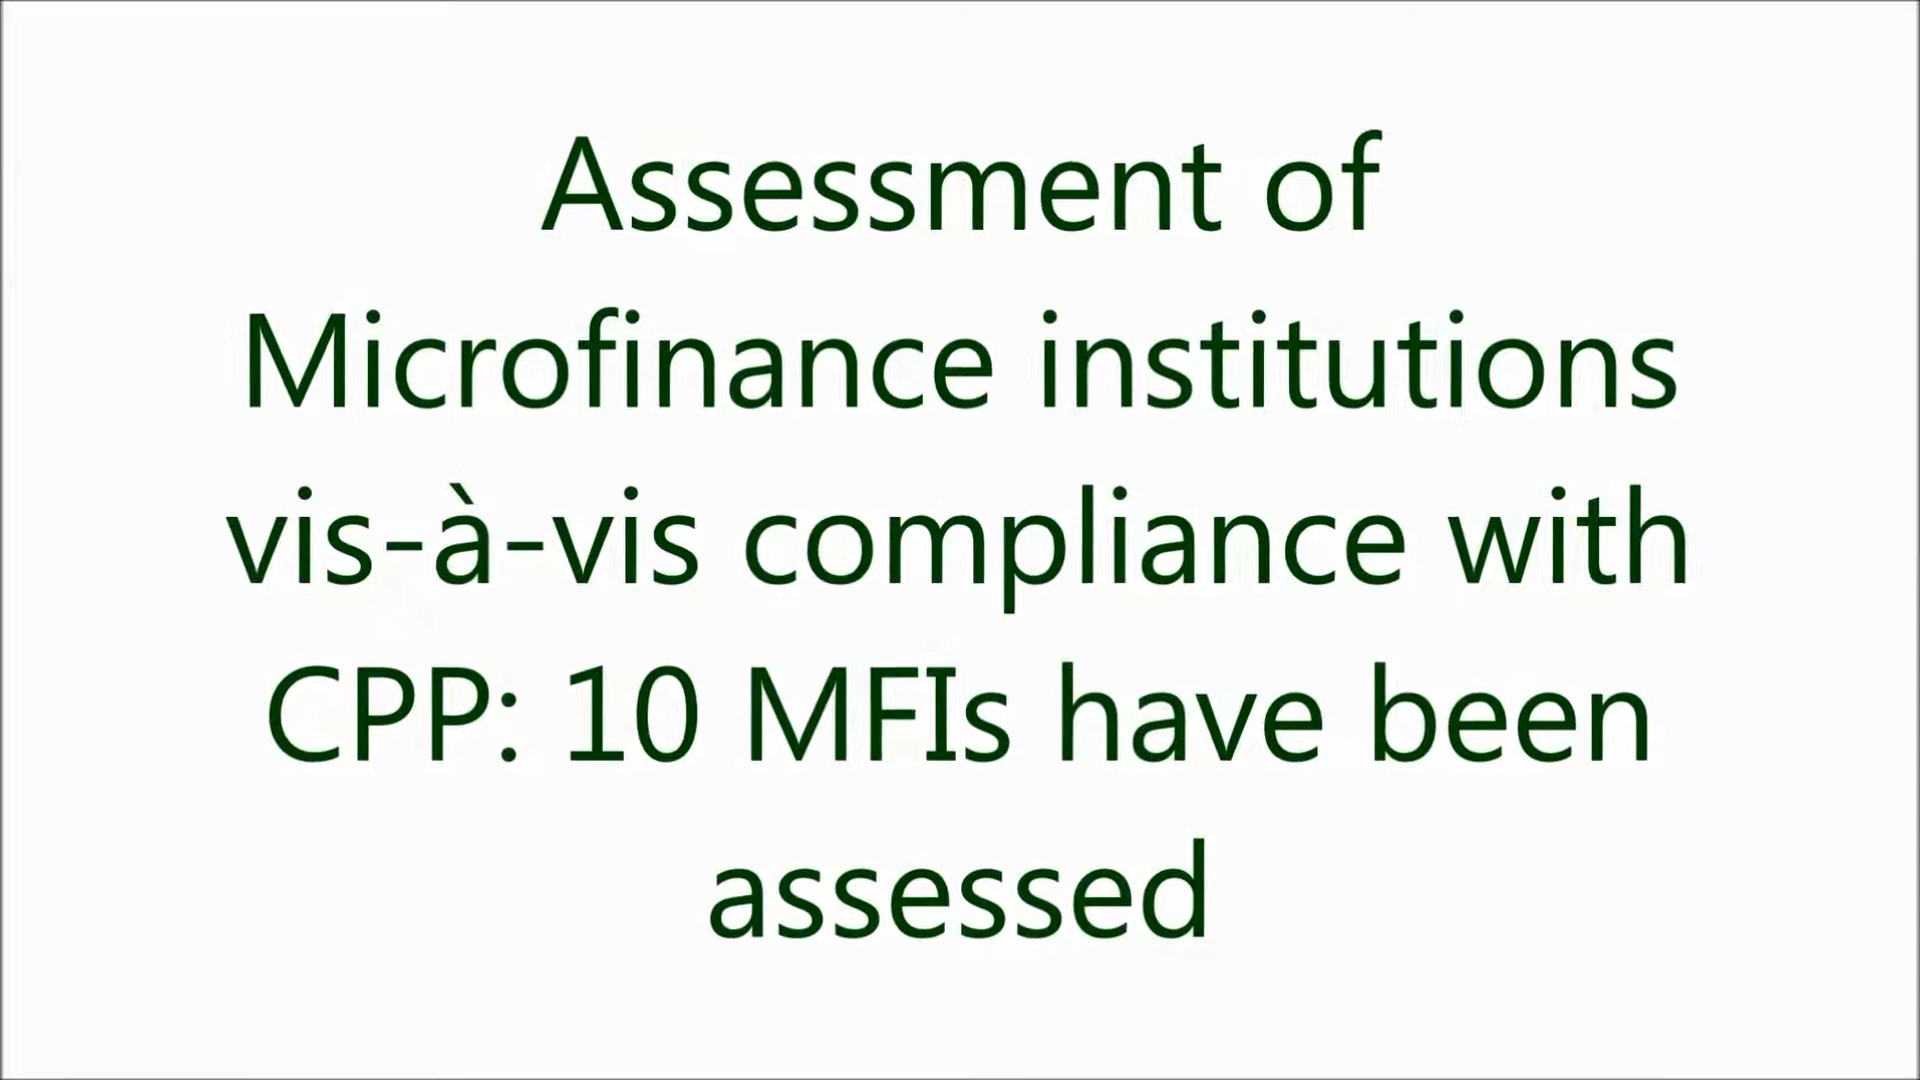 Assessment of
Microfinance institutions
vis-à-vis compliance with
CPP: 10 MFIs have been
assessed